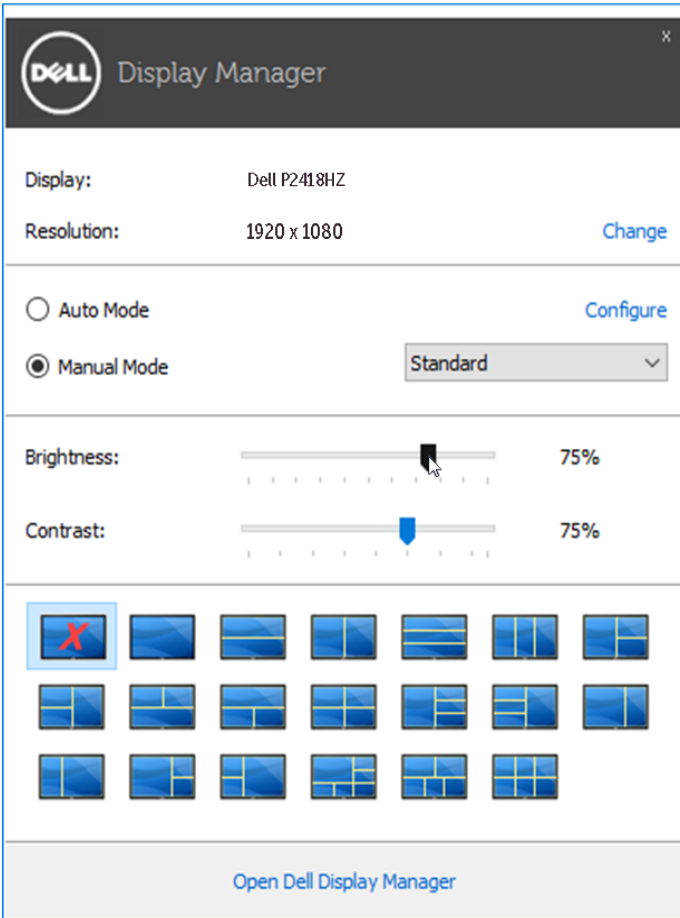 x
DELL Display Manager
Display: Dell P2418HZ
Resolution: 1920 x 1080 Change
Auto Mode Configure
Manual Mode Standard
Brightness: 75%
Contrast: 75%
X
Open Dell Display Manager